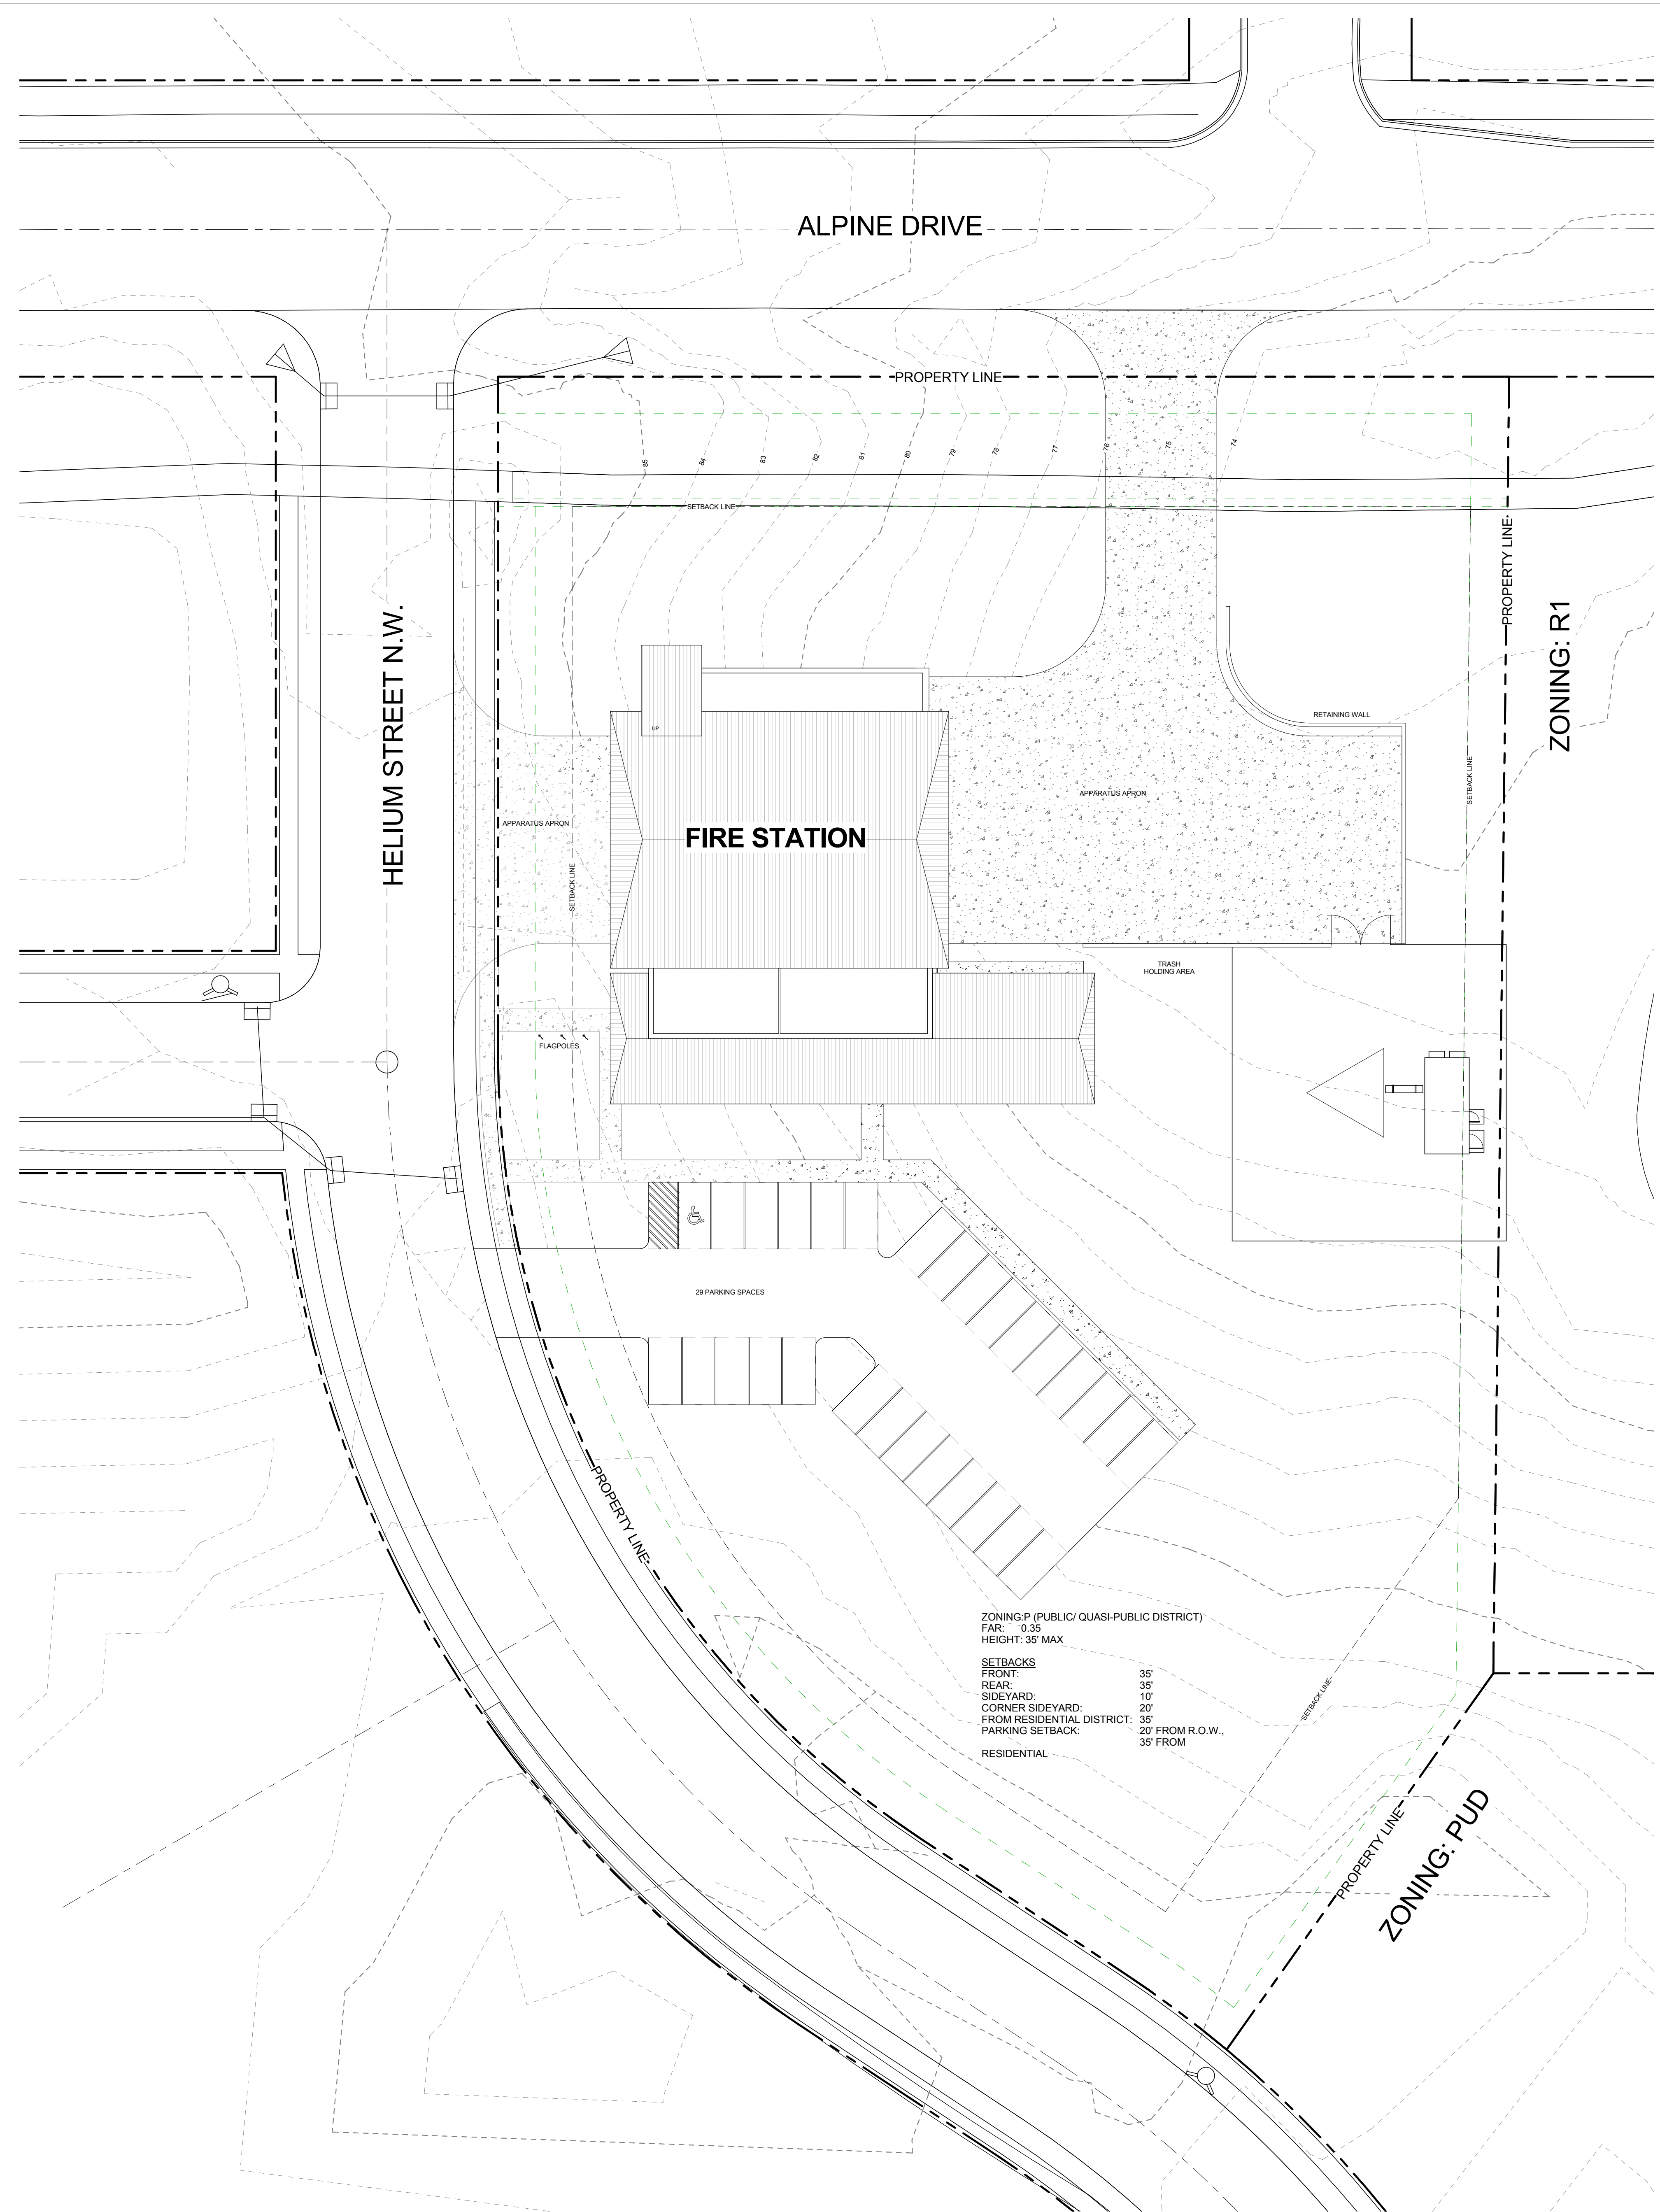 ALPINE DRIVE
PROPERTY LINE
85
84
83
82
81
80
79
78
77
76
75
74
SETBACK LINE
PROPERTY LINE
ZONING: R1
HELIUM STREET N.W.
RETAINING WALL
UP
SETBACK LINE
APPARATUS APRON
APPARATUS APRON
FIRE STATION
SETBACK LINE
TRASH
HOLDING AREA
FLAGPOLES
29 PARKING SPACES
PROPERTY LINE
ZONING:P (PUBLIC/ QUASI-PUBLIC DISTRICT)
FAR: 0.35
HEIGHT: 35' MAX
SETBACKS
FRONT: 35'
REAR: 35'
SIDEYARD: 10'
CORNER SIDEYARD: 20'
FROM RESIDENTIAL DISTRICT: 35'
PARKING SETBACK: 20' FROM R.O.W.,
35' FROM
RESIDENTIAL
SETBACK LINE
PROPERTY LINE
ZONING: PUD